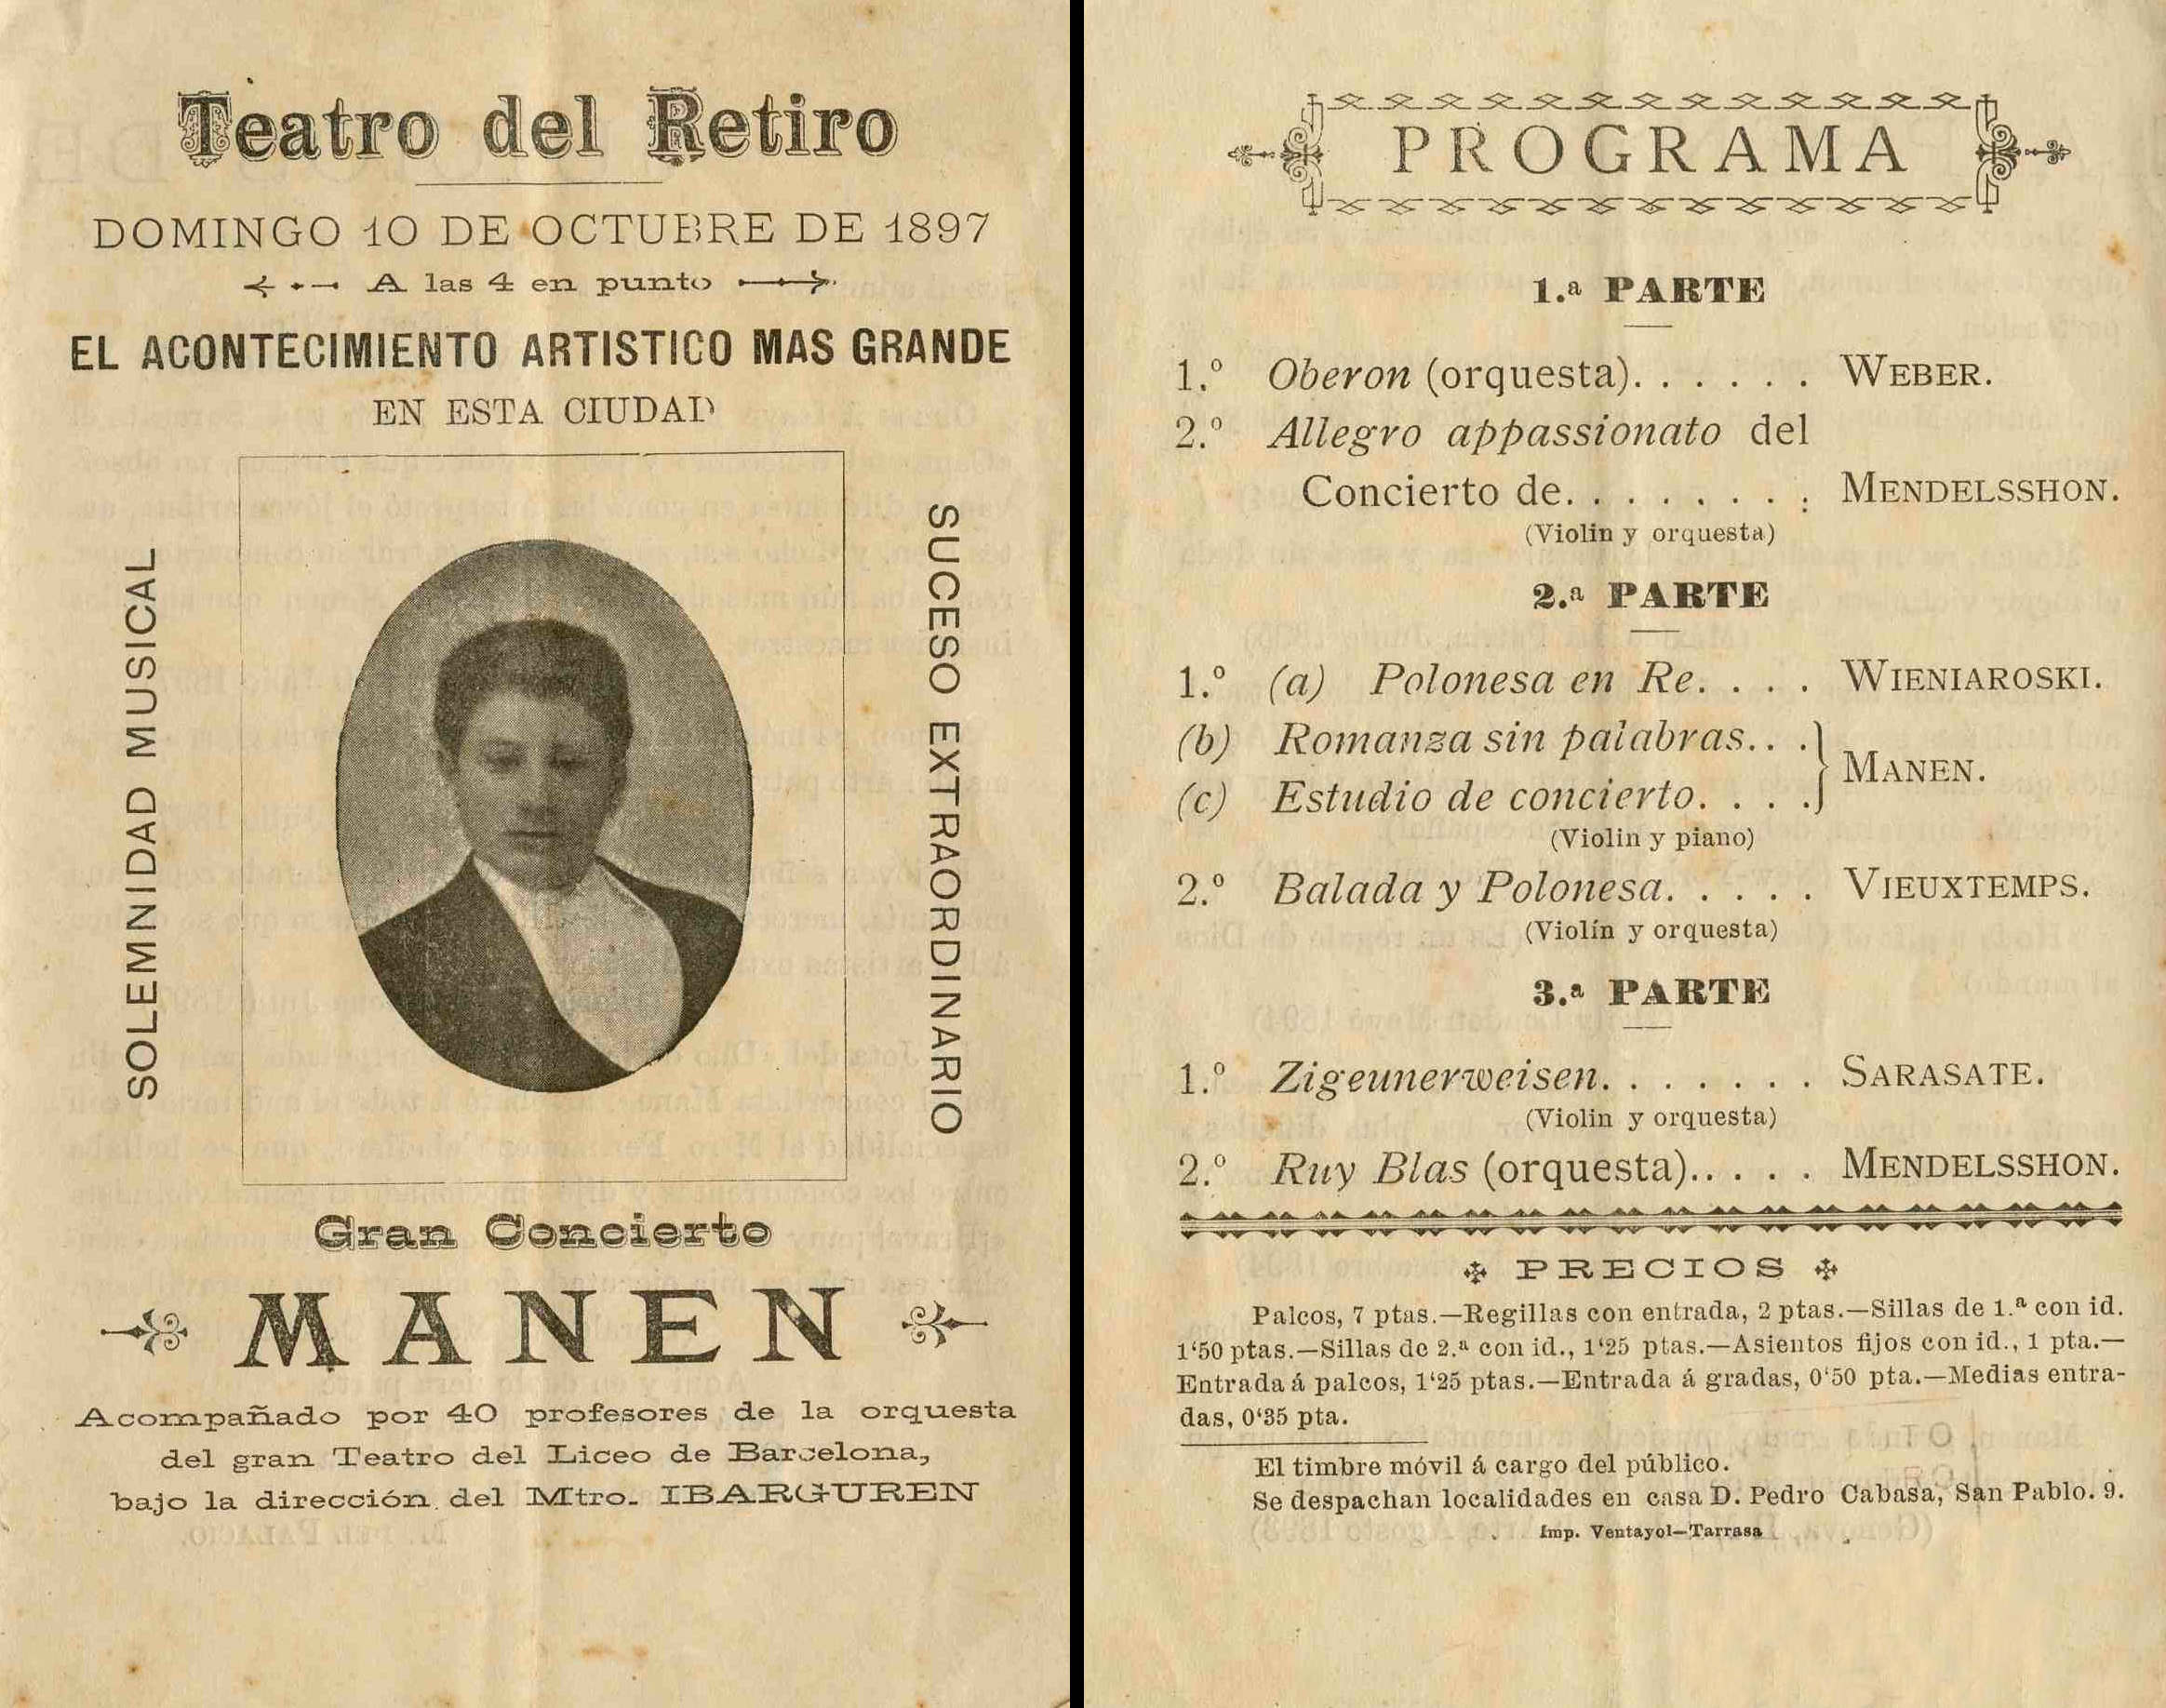 Teatro del Retiro
DOMINGO 10 DE OCTUBRE DE 1897
A las 4 en punto
EL ACONTECIMIENTO ARTISTICO MAS GRANDE
EN ESTA CIUDAD
SOLEMNIDAD MUSICAL
SUCESO EXTRAORDINARIO
Gran Concierto
MANEN
Acompañado por 40 profesores de la orquesta
del gran Teatro del Liceo de Barcelona,
bajo la dirección del Mtro. IBARGUREN
PROGRAMA
1.ª PARTE
1.º Oberon (orquesta). . . . . . . WEBER.
2.º Allegro appassionato del
Concierto de. . . . . . . . : MENDELSSHON.
(Violin y orquesta)
2.ª PARTE
1.º (a) Polonesa en Re. . . . WIENIAROSKI.
(b) Romanza sin palabras. . . }
MANEN.
(c) Estudio de concierto. . . . }
(Violin y piano)
2.º Balada y Polonesa. . . . . VIEUXTEMPS.
(Violín y orquesta)
3.ª PARTE
1.º Zigeunerweisen. . . . . . . SARASATE.
(Violin y orquesta)
2.º Ruy Blas (orquesta). . . . . MENDELSSHON.
PRECIOS
Palcos, 7 ptas.—Regillas con entrada, 2 ptas.—Sillas de 1.ª con id.
1‘50 ptas.—Sillas de 2.ª con id., 1‘25 ptas.—Asientos fijos con id., 1 pta.—
Entrada á palcos, 1‘25 ptas.—Entrada á gradas, 0‘50 pta.—Medias entra-
das, 0‘35 pta.
El timbre móvil á cargo del público.
Se despachan localidades en casa D. Pedro Cabasa, San Pablo. 9.
Imp. Ventayol—Tarrasa